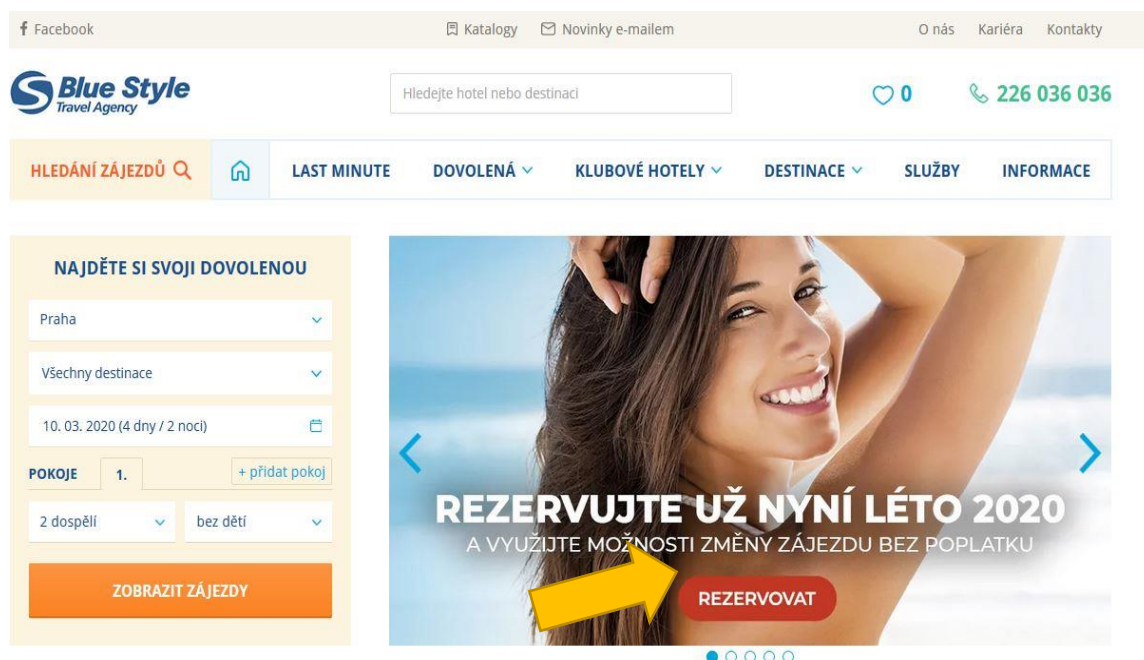 Facebook
Katalogy
Novinky e-mailem
O nás
Kariéra
Kontakty
Blue Style
Travel Agency
Hledejte hotel nebo destinaci
0
226 036 036
HLEDÁNÍ ZÁJEZDŮ
LAST MINUTE
DOVOLENÁ
KLUBOVÉ HOTELY
DESTINACE
SLUŽBY
INFORMACE
NAJDĚTE SI SVOJI DOVOLENOU
Praha
Všechny destinace
10. 03. 2020 (4 dny / 2 noci)
POKOJE
1.
+ přidat pokoj
2 dospělí
bez dětí
ZOBRAZIT ZÁJEZDY
REZERVUJTE UŽ NYNÍ LÉTO 2020
A VYUŽIJTE MOŽNOSTI ZMĚNY ZÁJEZDU BEZ POPLATKU
REZERVOVAT